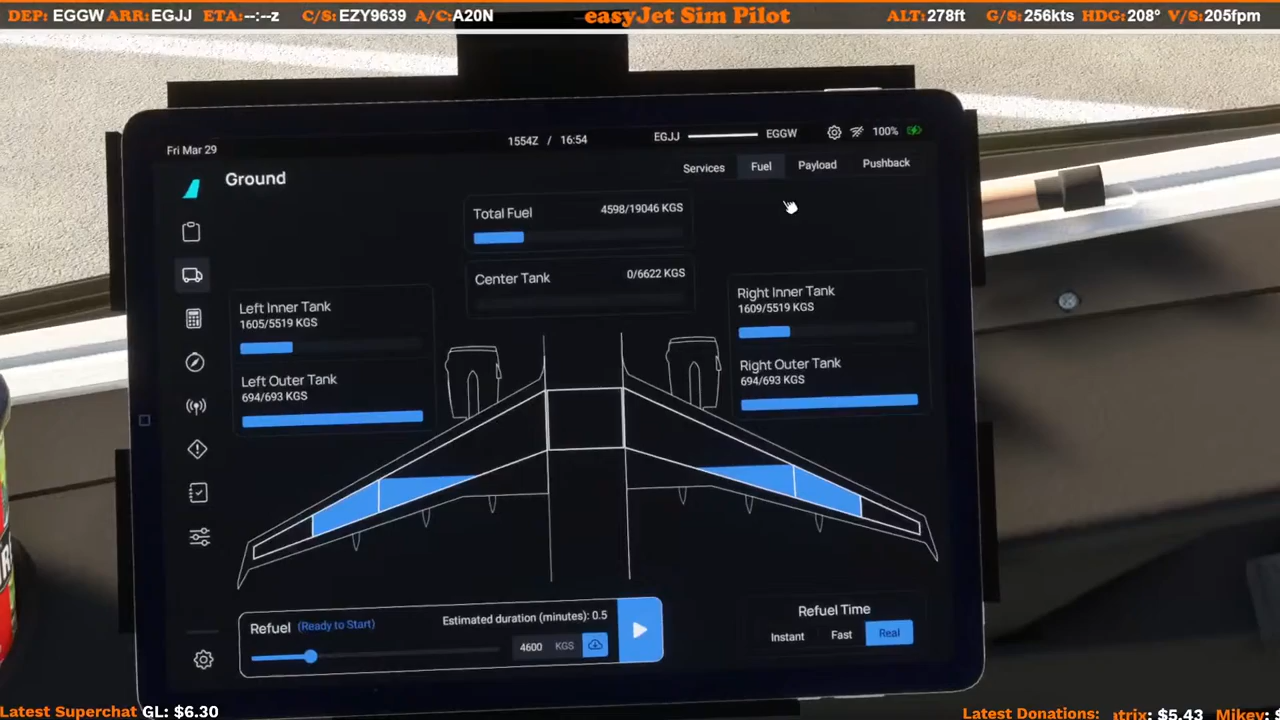 DEP: EGGW ARR: EGJJ ETA: --:--z C/S: EZY9639 A/C: A20N easyJet Sim Pilot ALT: 278ft G/S: 256kts HDG: 208° V/S: 205fpm
Fri Mar 29 1554Z / 16:54 EGJJ EGGW 100%
Ground Services Fuel Payload Pushback
Total Fuel 4598/19046 KGS
Center Tank 0/6622 KGS
Left Inner Tank
1605/5519 KGS
Left Outer Tank
694/693 KGS
Right Inner Tank
1609/5519 KGS
Right Outer Tank
694/693 KGS
Refuel (Ready to Start) Estimated duration (minutes): 0.5
4600 KGS
Refuel Time
Instant Fast Real
Latest Superchat GL: $6.30 Latest Donations: atrix: $5.43 Mikey: